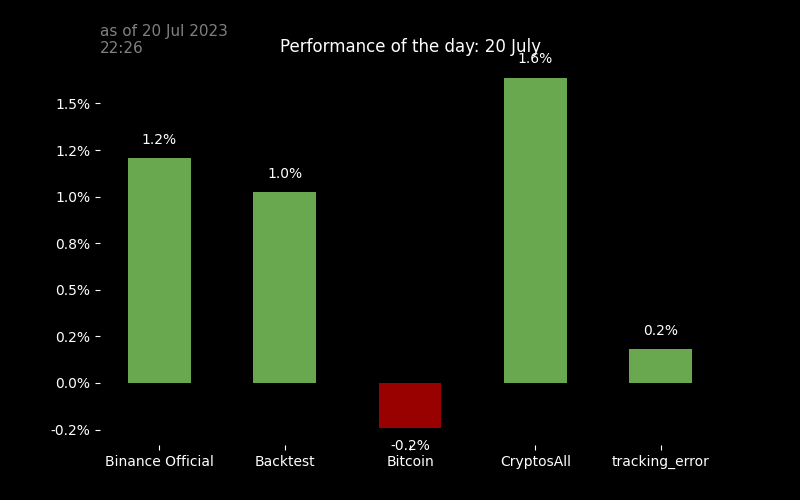 as of 20 Jul 2023
22:26
Performance of the day: 20 July
1.6%
1.5%
1.2%
1.2%
1.0%
1.0%
0.8%
0.5%
0.2%
0.2%
0.0%
-0.2%
-0.2%
Binance Official
Backtest
Bitcoin
CryptosAll
tracking_error